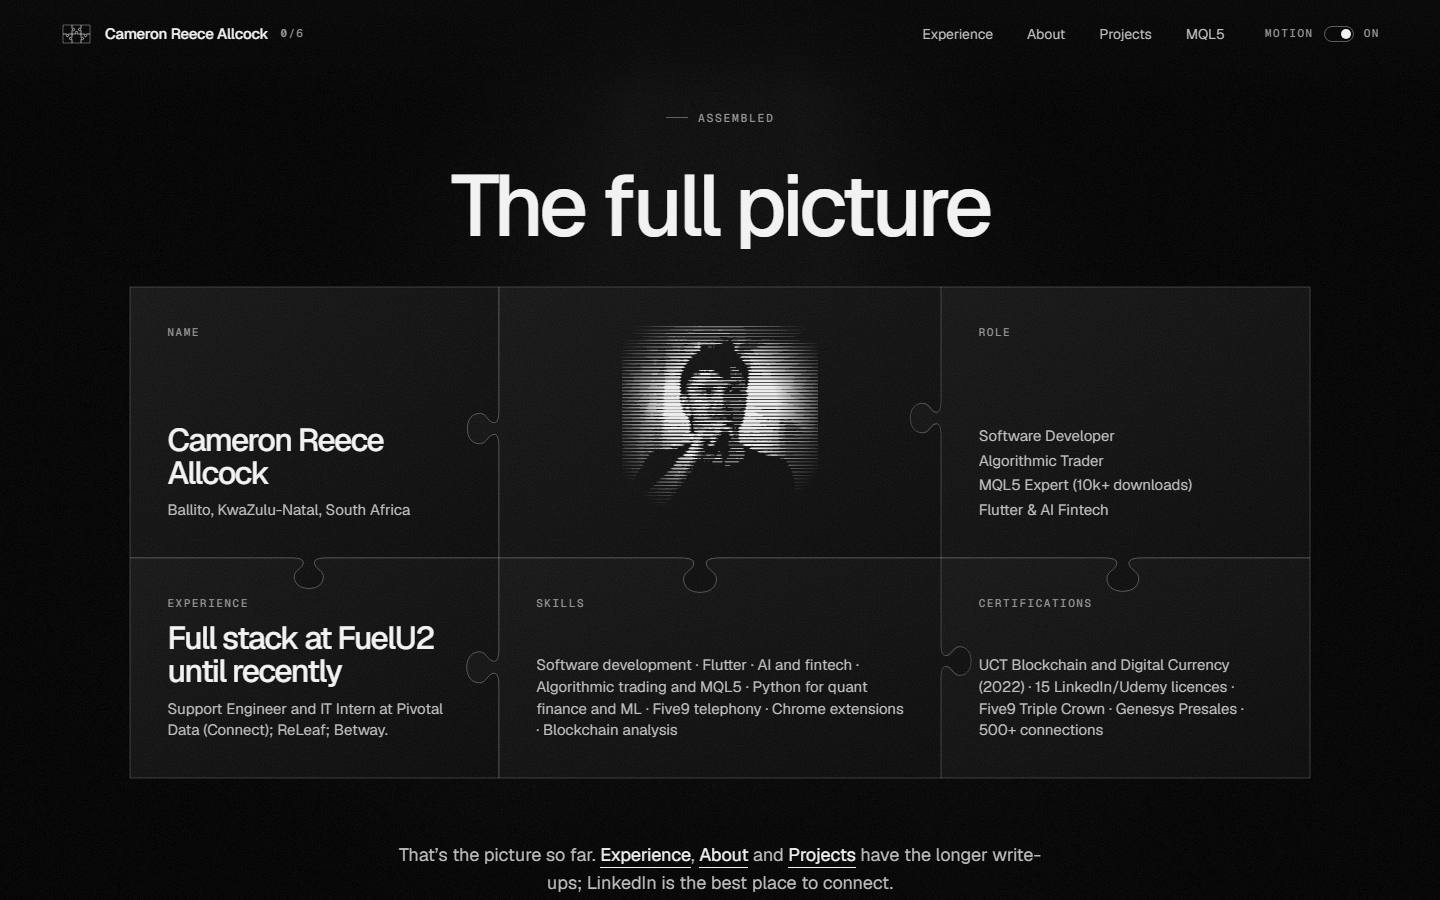 Cameron Reece Allcock 0/6
Experience About Projects MQL5 MOTION ON
ASSEMBLED
The full picture
NAME
Cameron Reece
Allcock
Ballito, KwaZulu-Natal, South Africa
ROLE
Software Developer
Algorithmic Trader
MQL5 Expert (10k+ downloads)
Flutter & AI Fintech
EXPERIENCE
Full stack at FuelU2
until recently
Support Engineer and IT Intern at Pivotal
Data (Connect); ReLeaf; Betway.
SKILLS
Software development · Flutter · AI and fintech ·
Algorithmic trading and MQL5 · Python for quant
finance and ML · Five9 telephony · Chrome extensions
· Blockchain analysis
CERTIFICATIONS
UCT Blockchain and Digital Currency
(2022) · 15 LinkedIn/Udemy licences ·
Five9 Triple Crown · Genesys Presales ·
500+ connections
That’s the picture so far. Experience, About and Projects have the longer write-
ups; LinkedIn is the best place to connect.